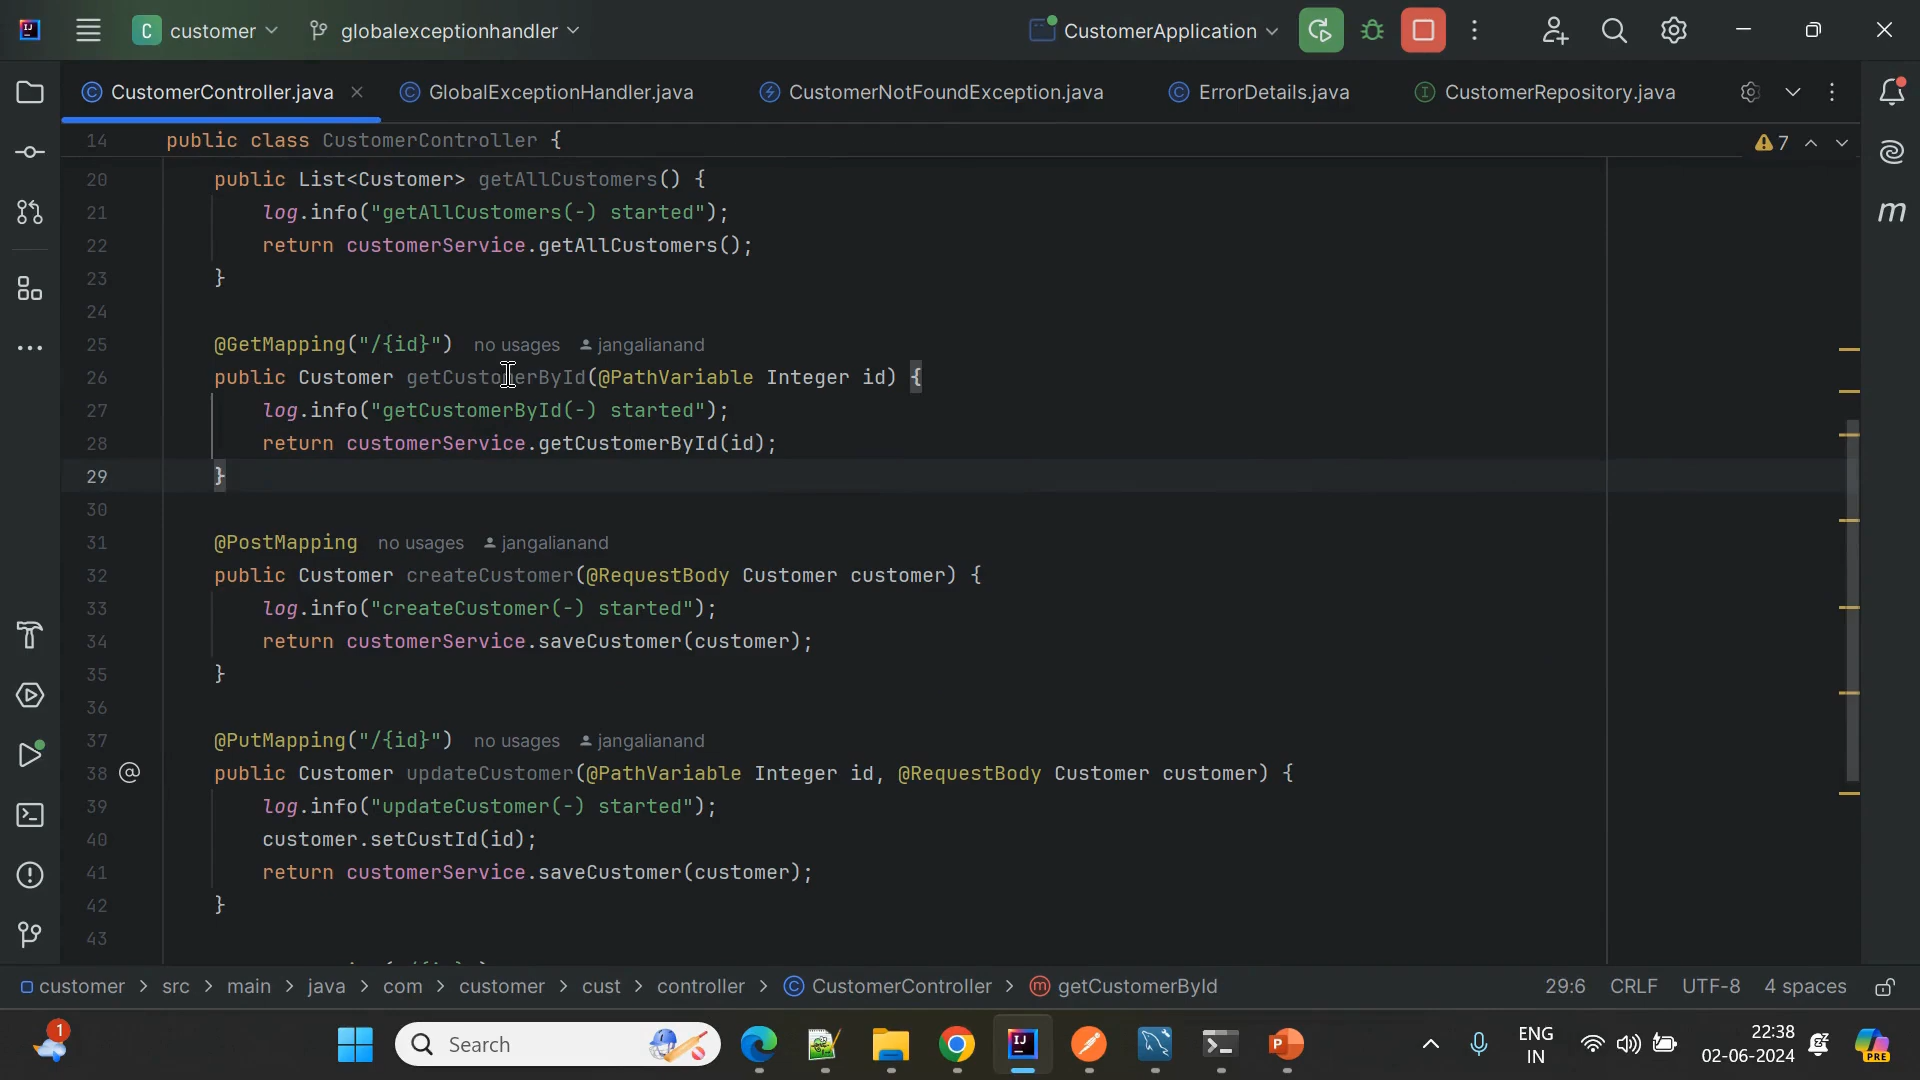 C customer globalexceptionhandler CustomerApplication
CustomerController.java GlobalExceptionHandler.java CustomerNotFoundException.java ErrorDetails.java CustomerRepository.java
14 public class CustomerController { 7
20 public List<Customer> getAllCustomers() {
21 log.info("getAllCustomers(-) started");
22 return customerService.getAllCustomers();
23 }
24
25 @GetMapping("/{id}") no usages jangalianand
26 public Customer getCustomerById(@PathVariable Integer id) {
27 log.info("getCustomerById(-) started");
28 return customerService.getCustomerById(id);
29 }
30
31 @PostMapping no usages jangalianand
32 public Customer createCustomer(@RequestBody Customer customer) {
33 log.info("createCustomer(-) started");
34 return customerService.saveCustomer(customer);
35 }
36
37 @PutMapping("/{id}") no usages jangalianand
38 public Customer updateCustomer(@PathVariable Integer id, @RequestBody Customer customer) {
39 log.info("updateCustomer(-) started");
40 customer.setCustId(id);
41 return customerService.saveCustomer(customer);
42 }
43
customer > src > main > java > com > customer > cust > controller > CustomerController > getCustomerById 29:6 CRLF UTF-8 4 spaces
1 Search ENG 22:38
IN 02-06-2024 PRE